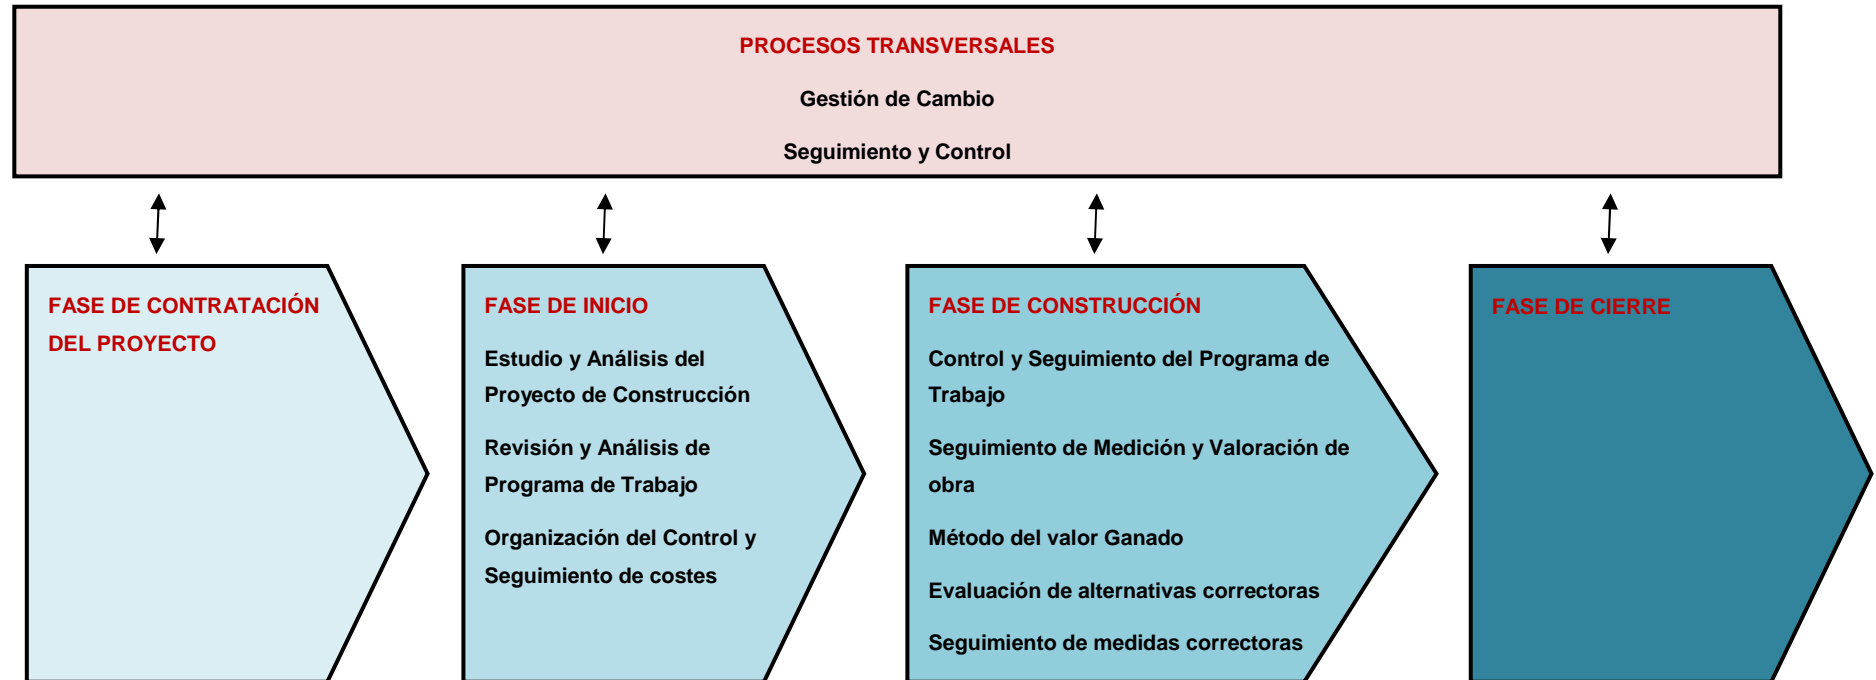 PROCESOS TRANSVERSALES
Gestión de Cambio
Seguimiento y Control
FASE DE CONTRATACIÓN
DEL PROYECTO
FASE DE INICIO
Estudio y Análisis del
Proyecto de Construcción
Revisión y Análisis de
Programa de Trabajo
Organización del Control y
Seguimiento de costes
FASE DE CONSTRUCCIÓN
Control y Seguimiento del Programa de
Trabajo
Seguimiento de Medición y Valoración de
obra
Método del valor Ganado
Evaluación de alternativas correctoras
Seguimiento de medidas correctoras
FASE DE CIERRE